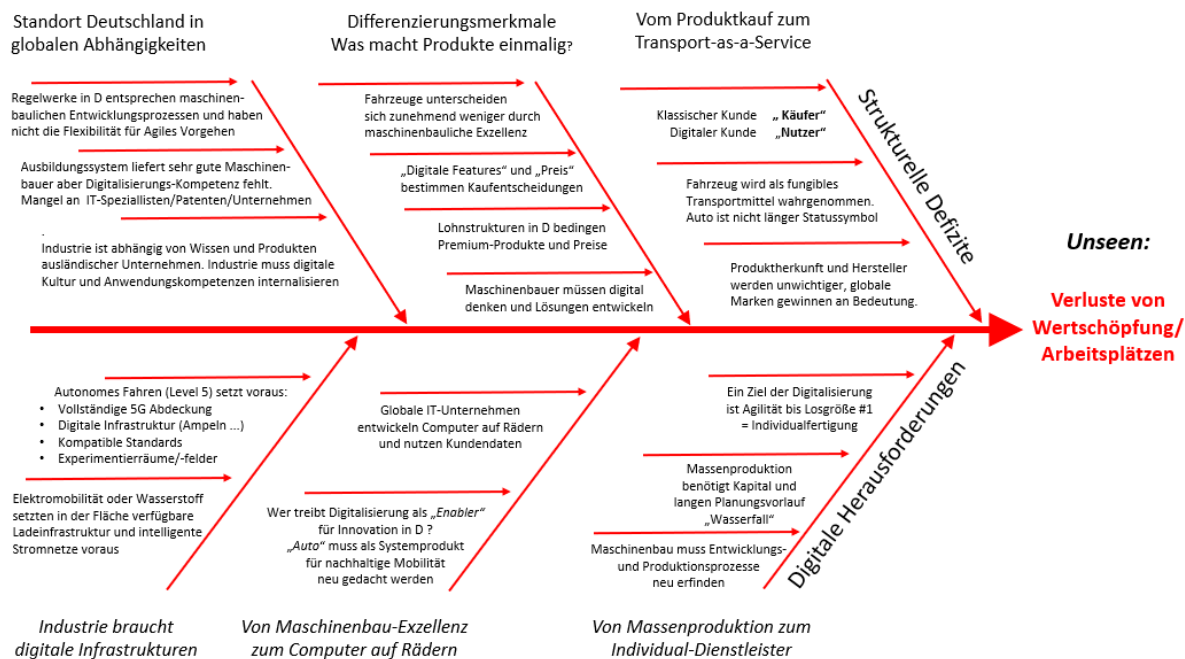 Standort Deutschland in
globalen Abhängigkeiten
Regelwerke in D entsprechen maschinen-
baulichen Entwicklungsprozessen und haben
nicht die Flexibilität für Agiles Vorgehen
Ausbildungssystem liefert sehr gute Maschinen-
bauer aber Digitalisierungs-Kompetenz fehlt.
Mangel an IT-Speziallisten/Patenten/Unternehmen
.
Industrie ist abhängig von Wissen und Produkten
ausländischer Unternehmen. Industrie muss digitale
Kultur und Anwendungskompetenzen internalisieren
Differenzierungsmerkmale
Was macht Produkte einmalig?
Fahrzeuge unterscheiden
sich zunehmend weniger durch
maschinenbauliche Exzellenz
„Digitale Features" und „Preis"
bestimmen Kaufentscheidungen
Lohnstrukturen in D bedingen
Premium-Produkte und Preise
Maschinenbauer müssen digital
denken und Lösungen entwickeln
Vom Produktkauf zum
Transport-as-a-Service
Klassischer Kunde „ Käufer"
Digitaler Kunde „Nutzer"
Fahrzeug wird als fungibles
Transportmittel wahrgenommen.
Auto ist nicht länger Statussymbol
Produktherkunft und Hersteller
werden unwichtiger, globale
Marken gewinnen an Bedeutung.
Strukturelle Defizite
Unseen:
Verluste von
Wertschöpfung/
Arbeitsplätzen
Autonomes Fahren (Level 5) setzt voraus:
• Vollständige 5G Abdeckung
• Digitale Infrastruktur (Ampeln ...)
• Kompatible Standards
• Experimentierräume/-felder
Elektromobilität oder Wasserstoff
setzten in der Fläche verfügbare
Ladeinfrastruktur und intelligente
Stromnetze voraus
Industrie braucht
digitale Infrastrukturen
Globale IT-Unternehmen
entwickeln Computer auf Rädern
und nutzen Kundendaten
Wer treibt Digitalisierung als „Enabler"
für Innovation in D ?
„Auto" muss als Systemprodukt
für nachhaltige Mobilität
neu gedacht werden
Von Maschinenbau-Exzellenz
zum Computer auf Rädern
Ein Ziel der Digitalisierung
ist Agilität bis Losgröße #1
= Individualfertigung
Massenproduktion
benötigt Kapital und
langen Planungsvorlauf
„Wasserfall"
Maschinenbau muss Entwicklungs-
und Produktionsprozesse
neu erfinden
Von Massenproduktion zum
Individual-Dienstleister
Digitale Herausforderungen